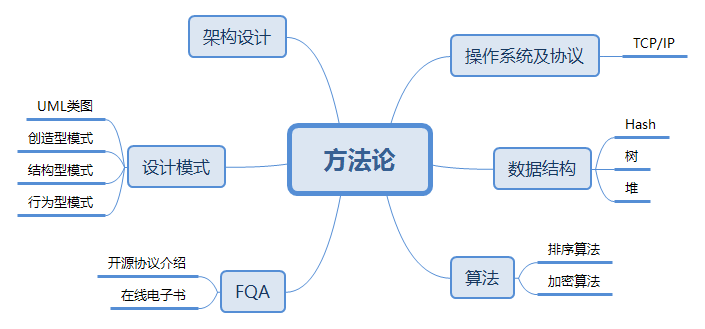 架构设计
操作系统及协议
TCP/IP
UML类图
创造型模式
结构型模式
行为型模式
设计模式
方法论
数据结构
Hash
树
堆
开源协议介绍
在线电子书
FQA
算法
排序算法
加密算法